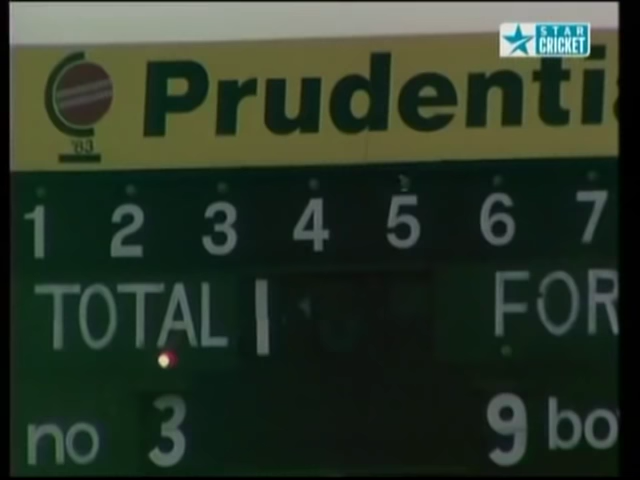 STAR
CRICKET
Prudenti
'83
1 2 3 4 5 6 7
TOTAL 1 FOR
no 3 9 bo